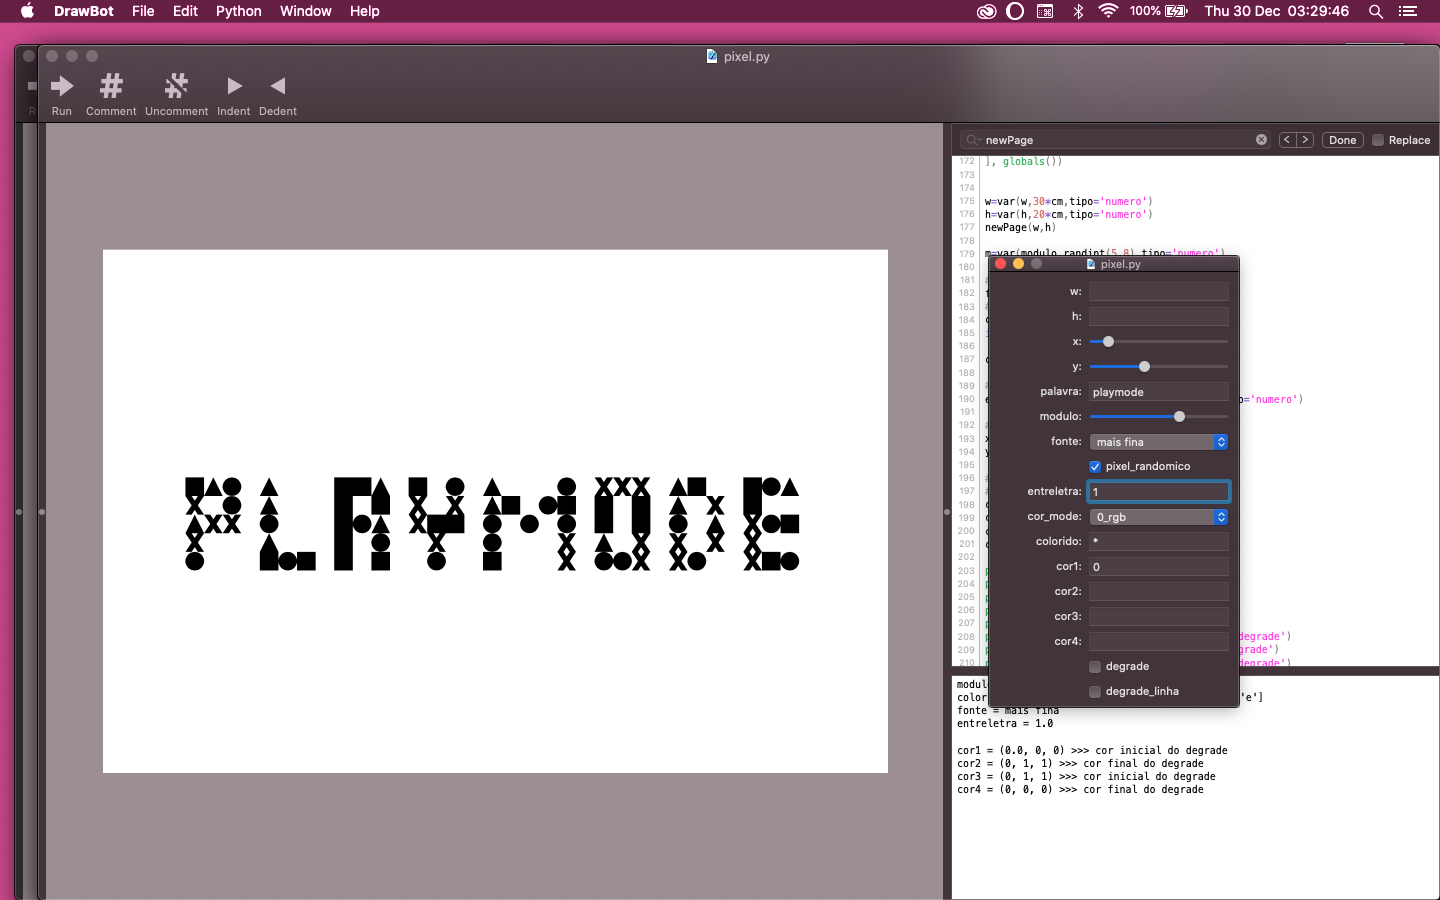 DrawBot File Edit Python Window Help 100% Thu 30 Dec 03:29:46
pixel.py
Run Comment Uncomment Indent Dedent
newPage Done Replace
172 ], globals())
173
174
175 w=var(w,30*cm,tipo='numero')
176 h=var(h,20*cm,tipo='numero')
177 newPage(w,h)
178
179 m=var(modulo,randint(5,8),tipo='numero')
180
181
182
183
184
185
186
187
188
189
190 o='numero')
191
192
193
194
195
196
197
198
199
200
201
202
203
204
205
206
207
208 degrade')
209 grade')
210 degrade')
pixel.py
w:
h:
x:
y:
palavra: playmode
modulo:
fonte: mais fina
pixel_randomico
entreletra: 1
cor_mode: 0_rgb
colorido: *
cor1: 0
cor2:
cor3:
cor4:
degrade
degrade_linha
PLAYMODE
modul
color 'e']
fonte = mais fina
entreletra = 1.0
cor1 = (0.0, 0, 0) >>> cor inicial do degrade
cor2 = (0, 1, 1) >>> cor final do degrade
cor3 = (0, 1, 1) >>> cor inicial do degrade
cor4 = (0, 0, 0) >>> cor final do degrade